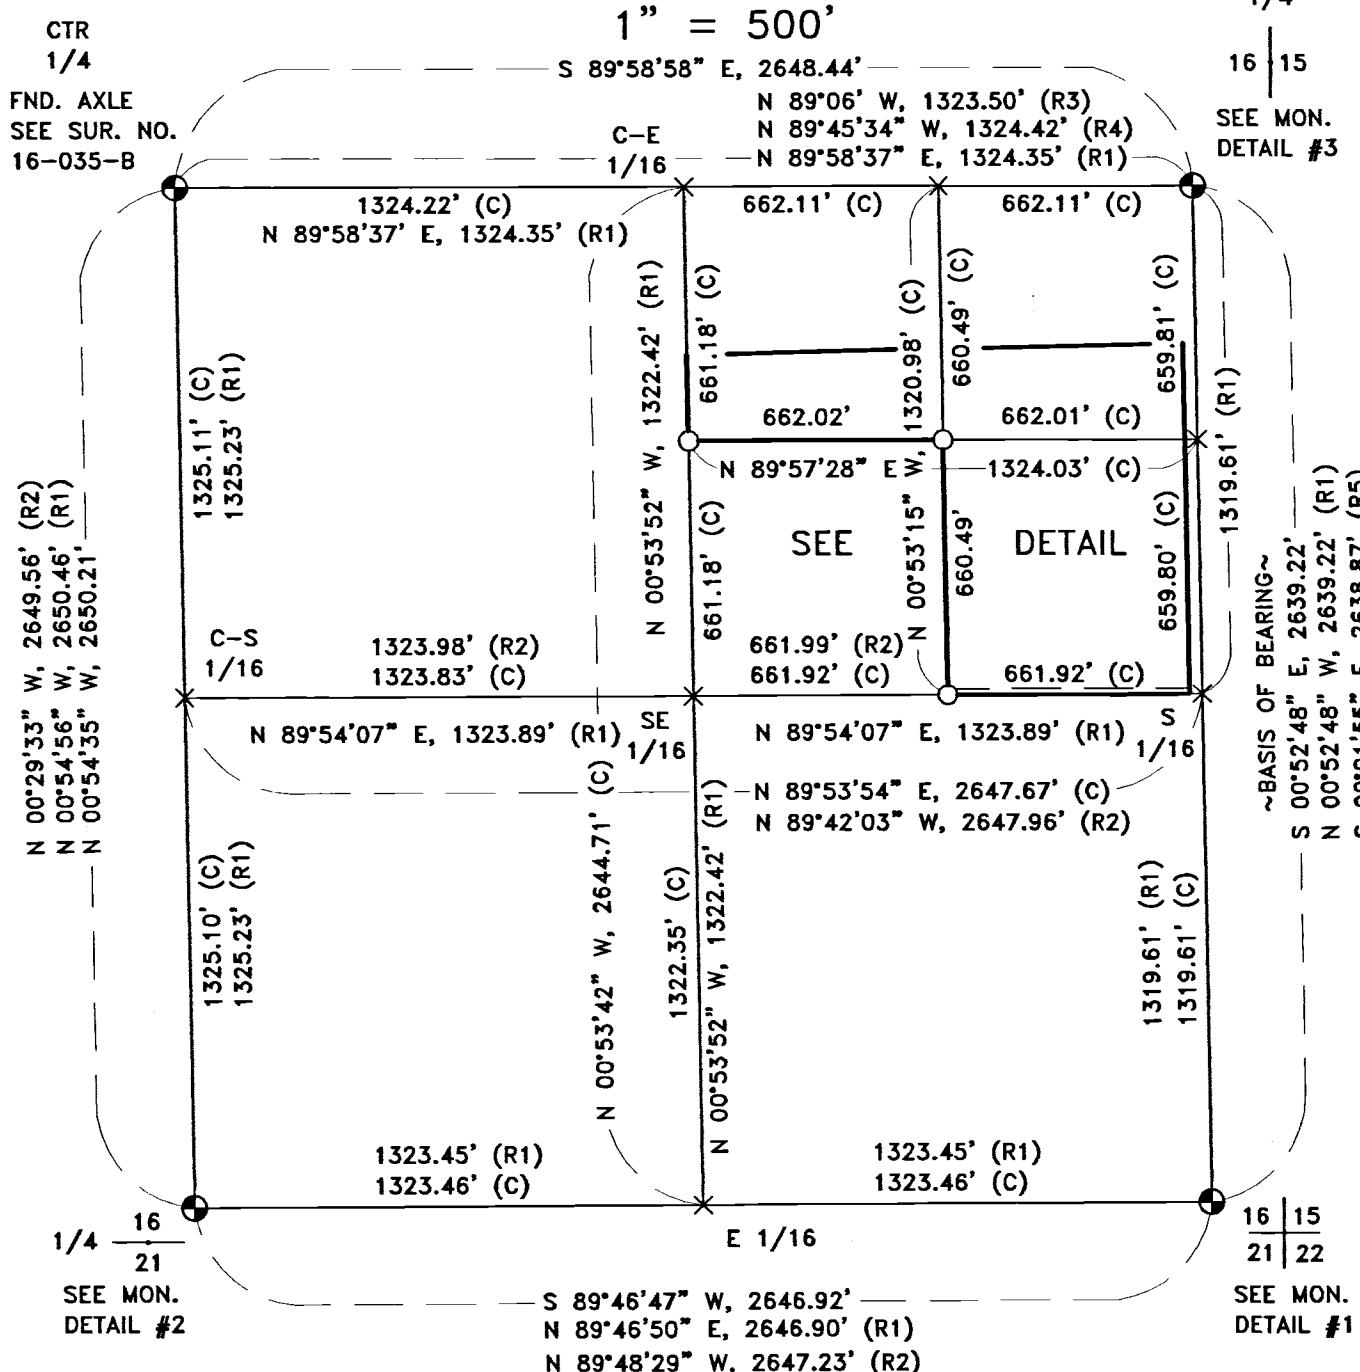 1" = 500'
CTR
1/4
FND. AXLE
SEE SUR. NO.
16-035-B
1/4
16 15
SEE MON.
DETAIL #3
S 89°58'58" E, 2648.44'
N 89°06' W, 1323.50' (R3)
N 89°45'34" W, 1324.42' (R4)
N 89°58'37" E, 1324.35' (R1)
C-E
1/16
1324.22' (C)
N 89°58'37' E, 1324.35' (R1)
662.11' (C)
662.11' (C)
N 00°53'52" W, 1322.42' (R1)
661.18' (C)
1320.98' (C)
N 00°53'15" W,
660.49' (C)
659.81' (C)
1319.61' (R1)
1325.11' (C)
1325.23' (R1)
662.02'
662.01' (C)
N 89°57'28" E
1324.03' (C)
661.18' (C)
SEE
660.49'
DETAIL
659.80' (C)
N 00°29'33" W, 2649.56' (R2)
N 00°54'56" W, 2650.46' (R1)
N 00°54'35" W, 2650.21'
~BASIS OF BEARING~
S 00°52'48" E, 2639.22'
N 00°52'48" W, 2639.22' (R1)
2638.87' (R5)
C-S
1/16
1323.98' (R2)
1323.83' (C)
661.99' (R2)
661.92' (C)
661.92' (C)
N 89°54'07" E, 1323.89' (R1)
SE
1/16
N 89°54'07" E, 1323.89' (R1)
S
1/16
N 89°53'54" E, 2647.67' (C)
N 89°42'03" W, 2647.96' (R2)
1325.10' (C)
1325.23' (R1)
N 00°53'42" W, 2644.71' (C)
1322.35' (C)
N 00°53'52" W, 1322.42' (R1)
1319.61' (R1)
1319.61' (C)
1323.45' (R1)
1323.46' (C)
1323.45' (R1)
1323.46' (C)
1/4
16
21
SEE MON.
DETAIL #2
E 1/16
16 15
21 22
SEE MON.
DETAIL #1
S 89°46'47" W, 2646.92'
N 89°46'50" E, 2646.90' (R1)
N 89°48'29" W, 2647.23' (R2)